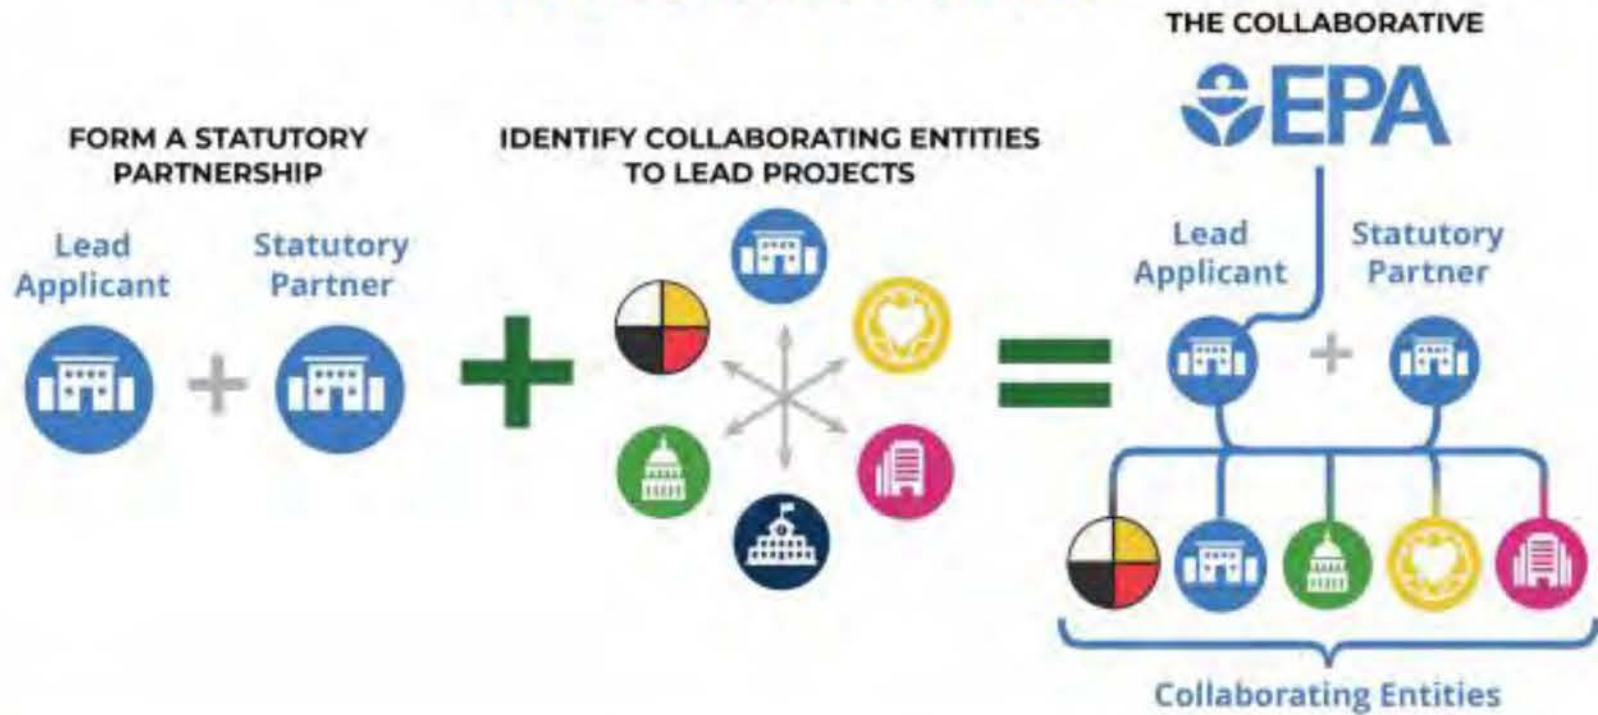 FORM A STATUTORY
PARTNERSHIP
Lead
Applicant
Statutory
Partner
IDENTIFY COLLABORATING ENTITIES
TO LEAD PROJECTS
THE COLLABORATIVE
EPA
Lead
Applicant
Statutory
Partner
Collaborating Entities